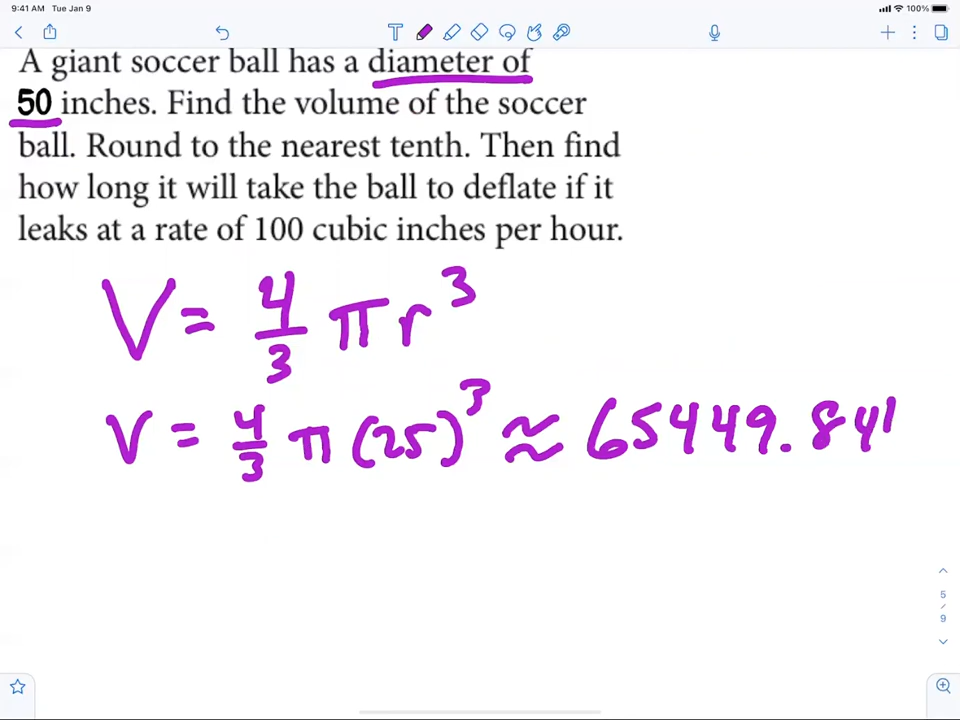 9:41 AM Tue Jan 9
100%
T
A giant soccer ball has a diameter of
50 inches. Find the volume of the soccer
ball. Round to the nearest tenth. Then find
how long it will take the ball to deflate if it
leaks at a rate of 100 cubic inches per hour.
V = 4/3 π r³
V = 4/3 π (25)³ ≈ 65449.841
5
/
9